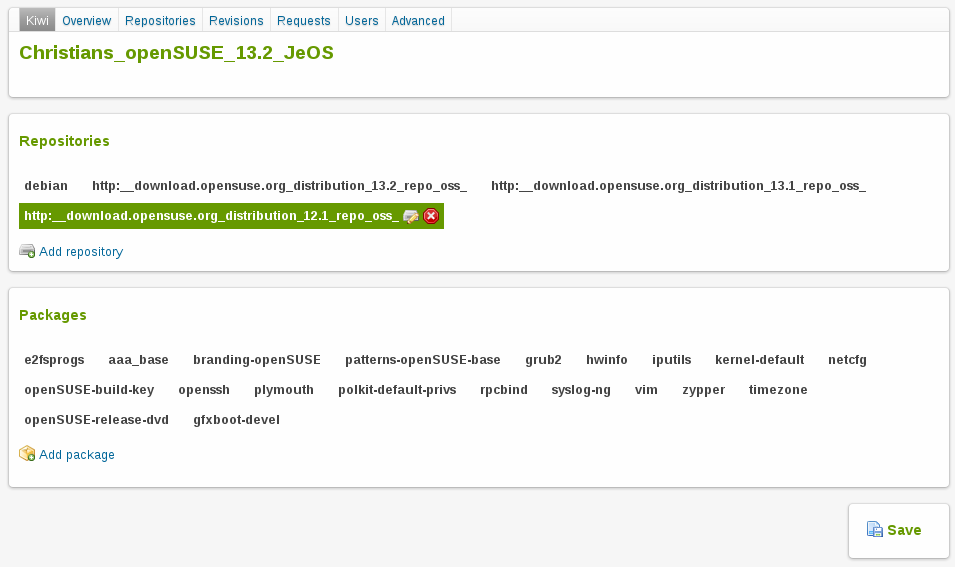 Kiwi Overview Repositories Revisions Requests Users Advanced
Christians_openSUSE_13.2_JeOS
Repositories
debian http:__download.opensuse.org_distribution_13.2_repo_oss_ http:__download.opensuse.org_distribution_13.1_repo_oss_
http:__download.opensuse.org_distribution_12.1_repo_oss_
Add repository
Packages
e2fsprogs aaa_base branding-openSUSE patterns-openSUSE-base grub2 hwinfo iputils kernel-default netcfg
openSUSE-build-key openssh plymouth polkit-default-privs rpcbind syslog-ng vim zypper timezone
openSUSE-release-dvd gfxboot-devel
Add package
Save